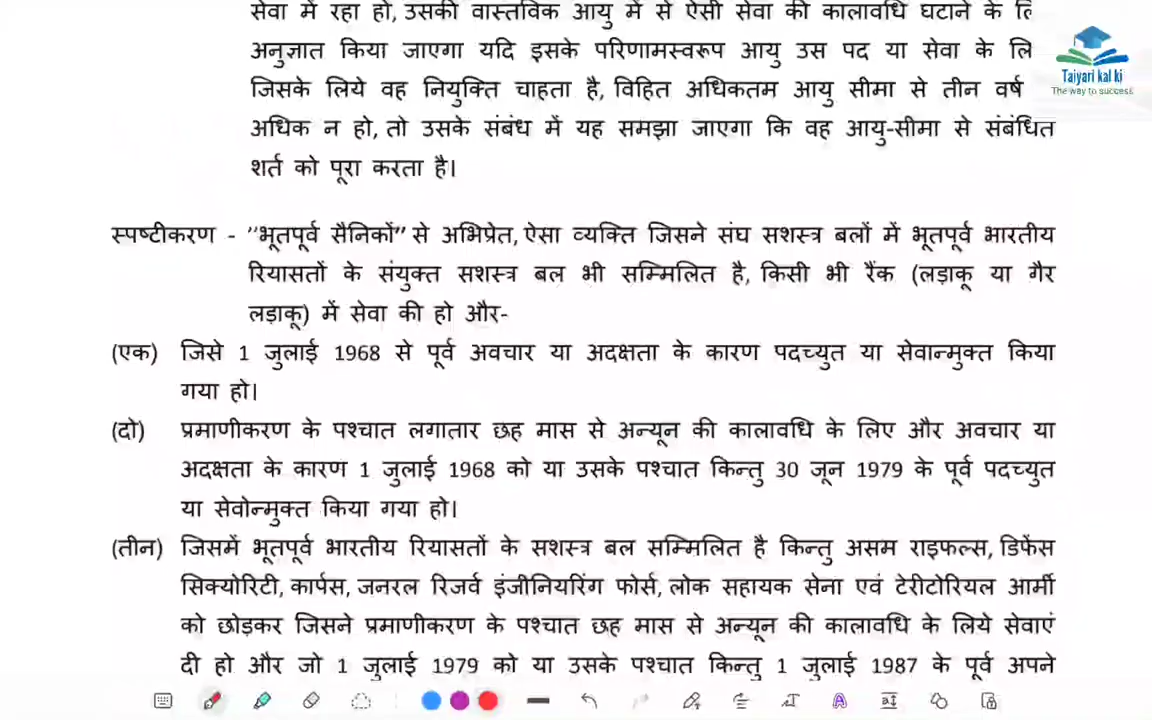 सेवा में रहा हो, उसकी वास्तविक आयु में से ऐसी सेवा की कालावधि घटाने के
अनुज्ञात किया जाएगा यदि इसके परिणामस्वरूप आयु उस पद या सेवा के
जिसके लिये वह नियुक्ति चाहता है, विहित अधिकतम आयु सीमा से तीन वर्ष
अधिक न हो, तो उसके संबंध में यह समझा जाएगा कि वह आयु-सीमा से संबंधित
शर्त को पूरा करता है।
Taiyari kal ki
The way to success
स्पष्टीकरण - ''भूतपूर्व सैनिकों'' से अभिप्रेत, ऐसा व्यक्ति जिसने संघ सशस्त्र बलों में भूतपूर्व भारतीय
रियासतों के संयुक्त सशस्त्र बल भी सम्मिलित है, किसी भी रैंक (लड़ाकू या गैर
लड़ाकू) में सेवा की हो और-
(एक) जिसे 1 जुलाई 1968 से पूर्व अवचार या अदक्षता के कारण पदच्युत या सेवान्मुक्त किया
गया हो।
(दो) प्रमाणीकरण के पश्चात लगातार छह मास से अन्यून की कालावधि के लिए और अवचार या
अदक्षता के कारण 1 जुलाई 1968 को या उसके पश्चात किन्तु 30 जून 1979 के पूर्व पदच्युत
या सेवोन्मुक्त किया गया हो।
(तीन) जिसमें भूतपूर्व भारतीय रियासतों के सशस्त्र बल सम्मिलित है किन्तु असम राइफल्स, डिफेंस
सिक्योरिटी, कार्पस, जनरल रिजर्व इंजीनियरिंग फोर्स, लोक सहायक सेना एवं टेरीटोरियल आर्मी
को छोड़कर जिसने प्रमाणीकरण के पश्चात छह मास से अन्यून की कालावधि के लिये सेवाएं
दी हो और जो 1 जुलाई 1979 को या उसके पश्चात किन्तु 1 जुलाई 1987 के पूर्व अपने